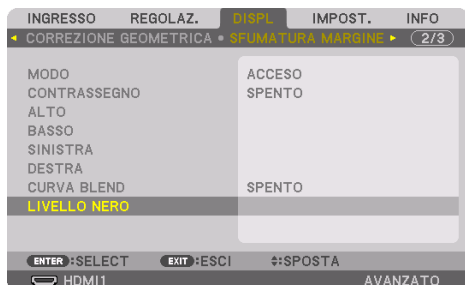 INGRESSO REGOLAZ. DISPL IMPOST. INFO
CORREZIONE GEOMETRICA • SFUMATURA MARGINE 2/3
MODO ACCESO
CONTRASSEGNO SPENTO
ALTO
BASSO
SINISTRA
DESTRA
CURVA BLEND SPENTO
LIVELLO NERO
ENTER :SELECT EXIT :ESCI :SPOSTA
HDMI1 AVANZATO